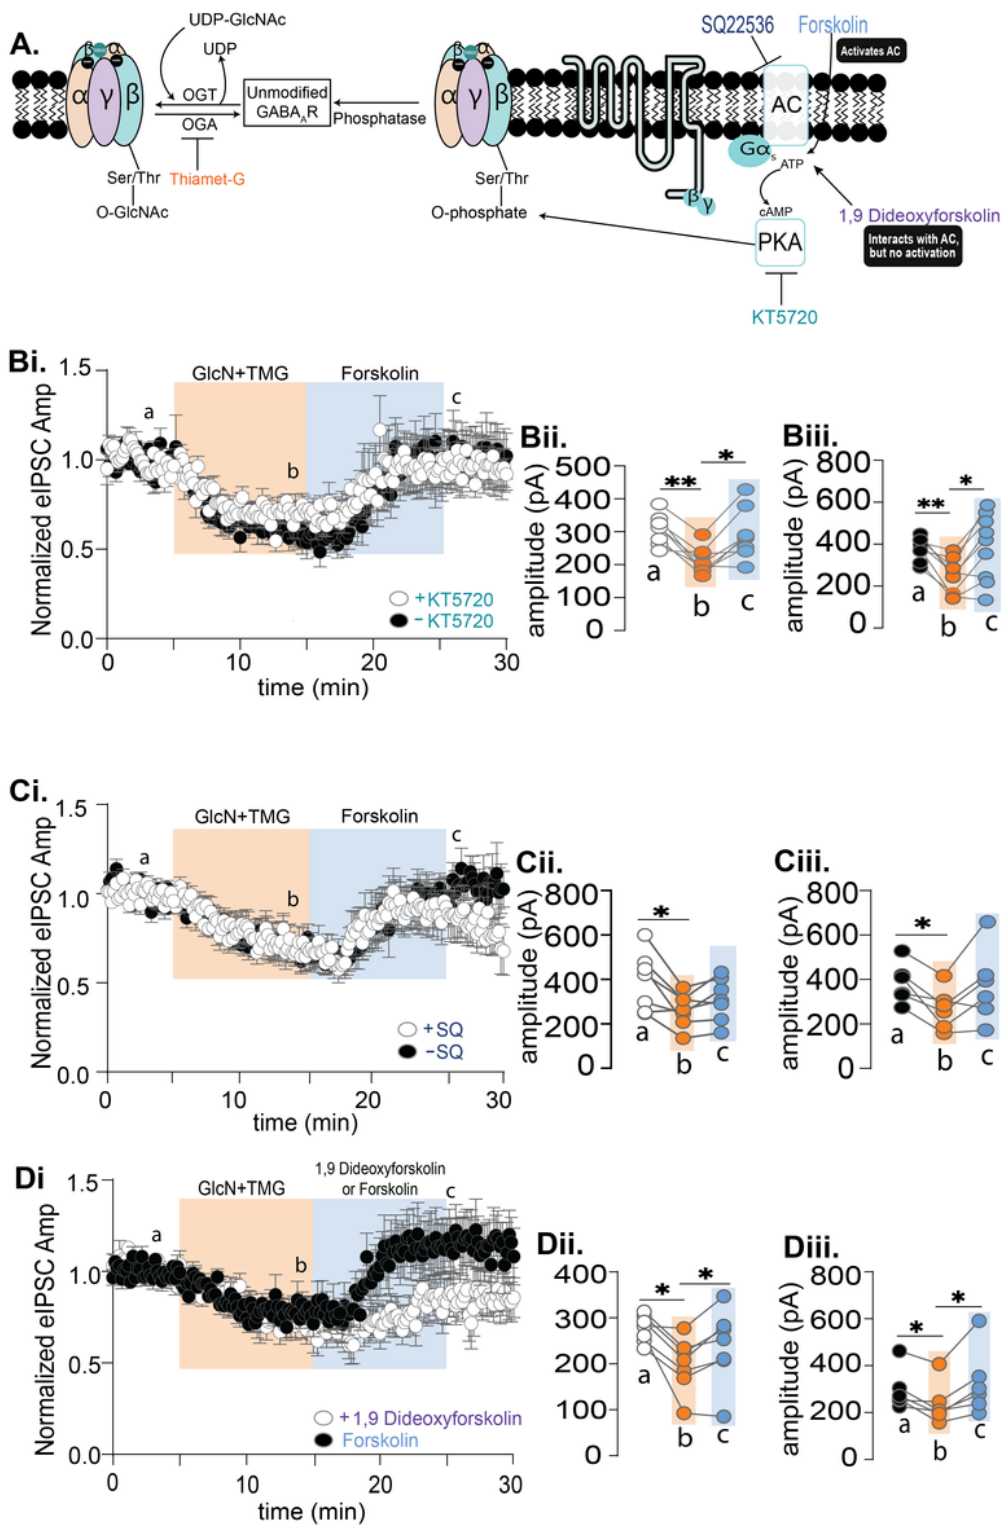 A.
UDP-GlcNAc
UDP
β
α
α
γ
β
OGT
OGA
Unmodified
GABAAR
Phosphatase
Ser/Thr
O-GlcNAc
Thiamet-G
β
α
α
γ
β
Ser/Thr
O-phosphate
SQ22536
Forskolin
Activates AC
AC
Gαs
ATP
β
γ
cAMP
PKA
1,9 Dideoxyforskolin
Interacts with AC,
but no activation
KT5720
Bi.
Normalized eIPSC Amp
1.5
1.0
0.5
0.0
GlcN+TMG
Forskolin
a
b
c
+KT5720
-KT5720
0
10
20
30
time (min)
Bii.
amplitude (pA)
500
400
300
200
100
0
**
*
a
b
c
Biii.
amplitude (pA)
800
600
400
200
0
**
*
a
b
c
Ci.
Normalized eIPSC Amp
1.5
1.0
0.5
0.0
GlcN+TMG
Forskolin
a
b
c
+SQ
-SQ
0
10
20
30
time (min)
Cii.
amplitude (pA)
800
600
400
200
0
*
a
b
c
Ciii.
amplitude (pA)
800
600
400
200
0
*
a
b
c
Di
Normalized eIPSC Amp
1.5
1.0
0.5
0.0
GlcN+TMG
1,9 Dideoxyforskolin
or Forskolin
a
b
c
+1,9 Dideoxyforskolin
Forskolin
0
10
20
30
time (min)
Dii.
amplitude (pA)
400
300
200
100
0
*
*
a
b
c
Diii.
amplitude (pA)
800
600
400
200
0
*
*
a
b
c